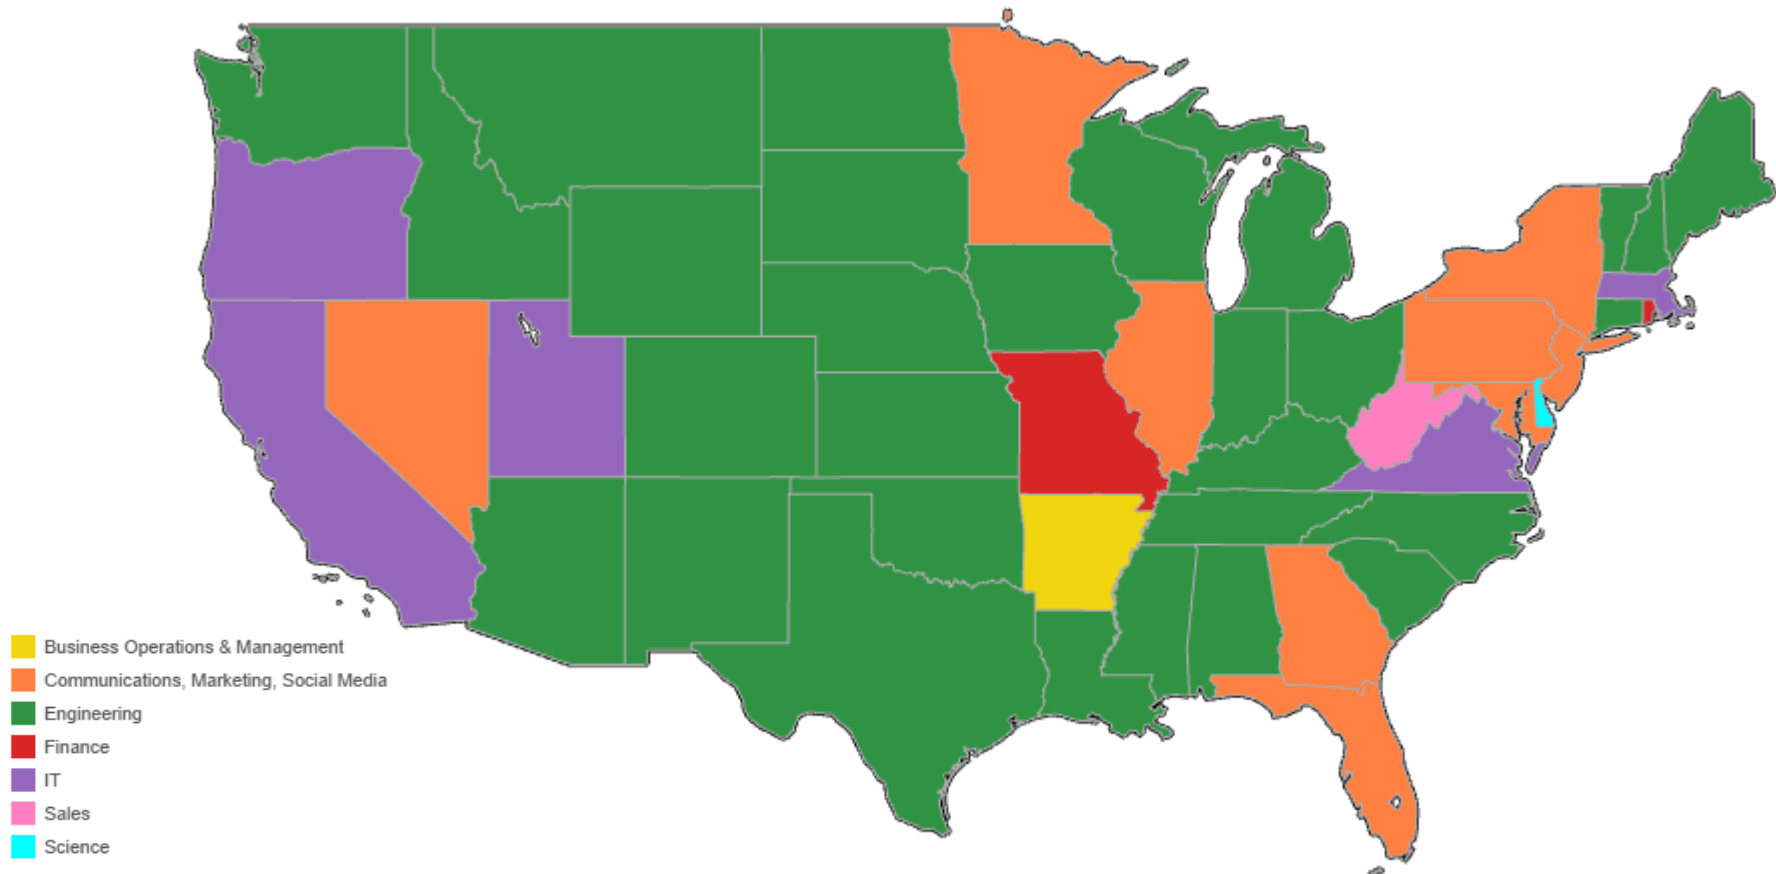 Business Operations & Management
Communications, Marketing, Social Media
Engineering
Finance
IT
Sales
Science